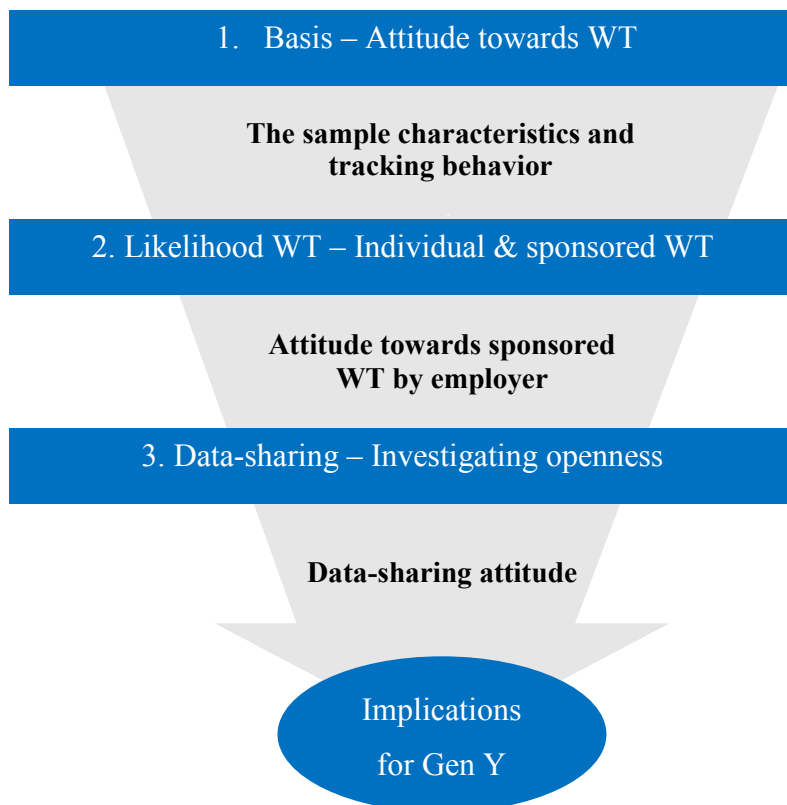 1. Basis – Attitude towards WT
The sample characteristics and
tracking behavior
2. Likelihood WT – Individual & sponsored WT
Attitude towards sponsored
WT by employer
3. Data-sharing – Investigating openness
Data-sharing attitude
Implications
for Gen Y